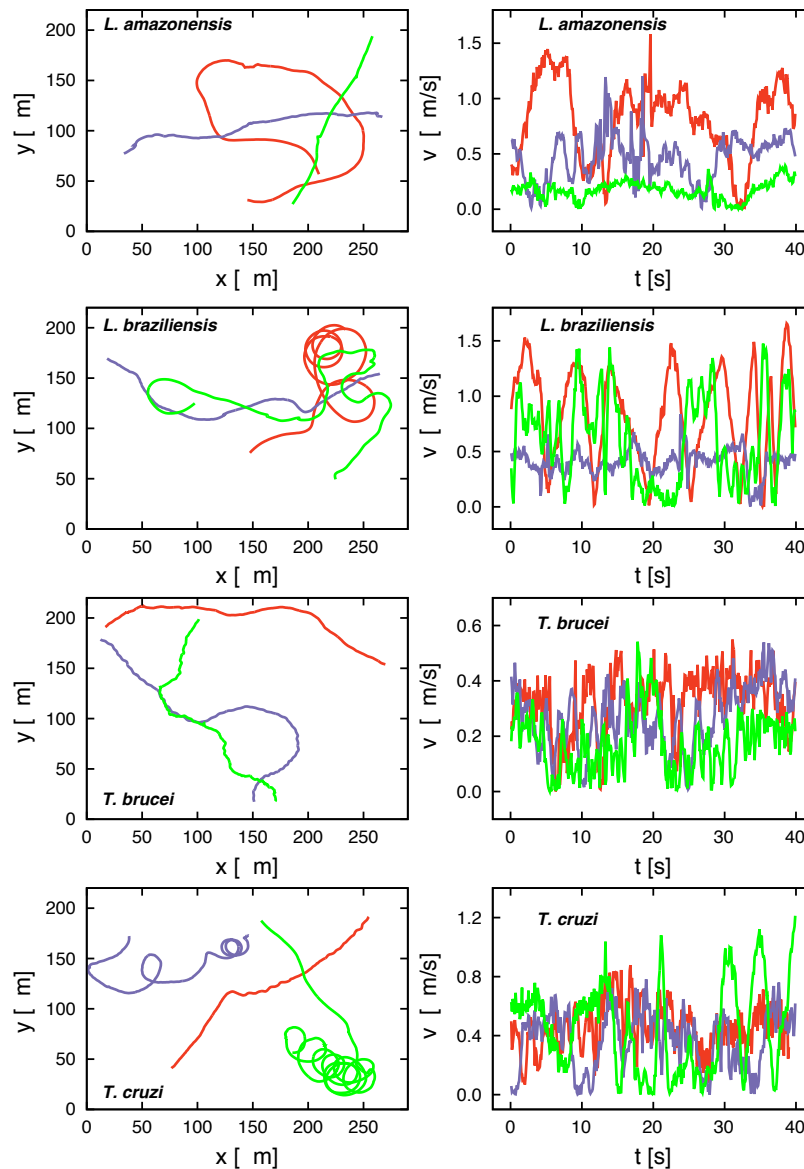 L. amazonensis
y [ m]
200
150
100
50
0
0 50 100 150 200 250
x [ m]
L. amazonensis
v [ m/s]
1.5
1.0
0.5
0.0
0 10 20 30 40
t [s]
L. braziliensis
y [ m]
200
150
100
50
0
0 50 100 150 200 250
x [ m]
L. braziliensis
v [ m/s]
1.5
1.0
0.5
0.0
0 10 20 30 40
t [s]
y [ m]
200
150
100
50
0
T. brucei
0 50 100 150 200 250
x [ m]
T. brucei
v [ m/s]
0.6
0.4
0.2
0.0
0 10 20 30 40
t [s]
y [ m]
200
150
100
50
0
T. cruzi
0 50 100 150 200 250
x [ m]
T. cruzi
v [ m/s]
1.2
0.8
0.4
0.0
0 10 20 30 40
t [s]